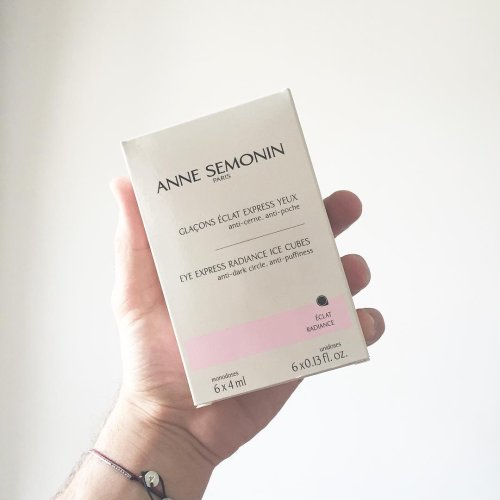 ANNE SEMONIN
PARIS
GLAÇONS ÉCLAT EXPRESS YEUX
anti-cerne, anti-poche
EYE EXPRESS RADIANCE ICE CUBES
anti-dark circle, anti-puffiness
ÉCLAT
RADIANCE
monodoses
6 x 4 ml
unidoses
6 x 0.13 fl. oz.